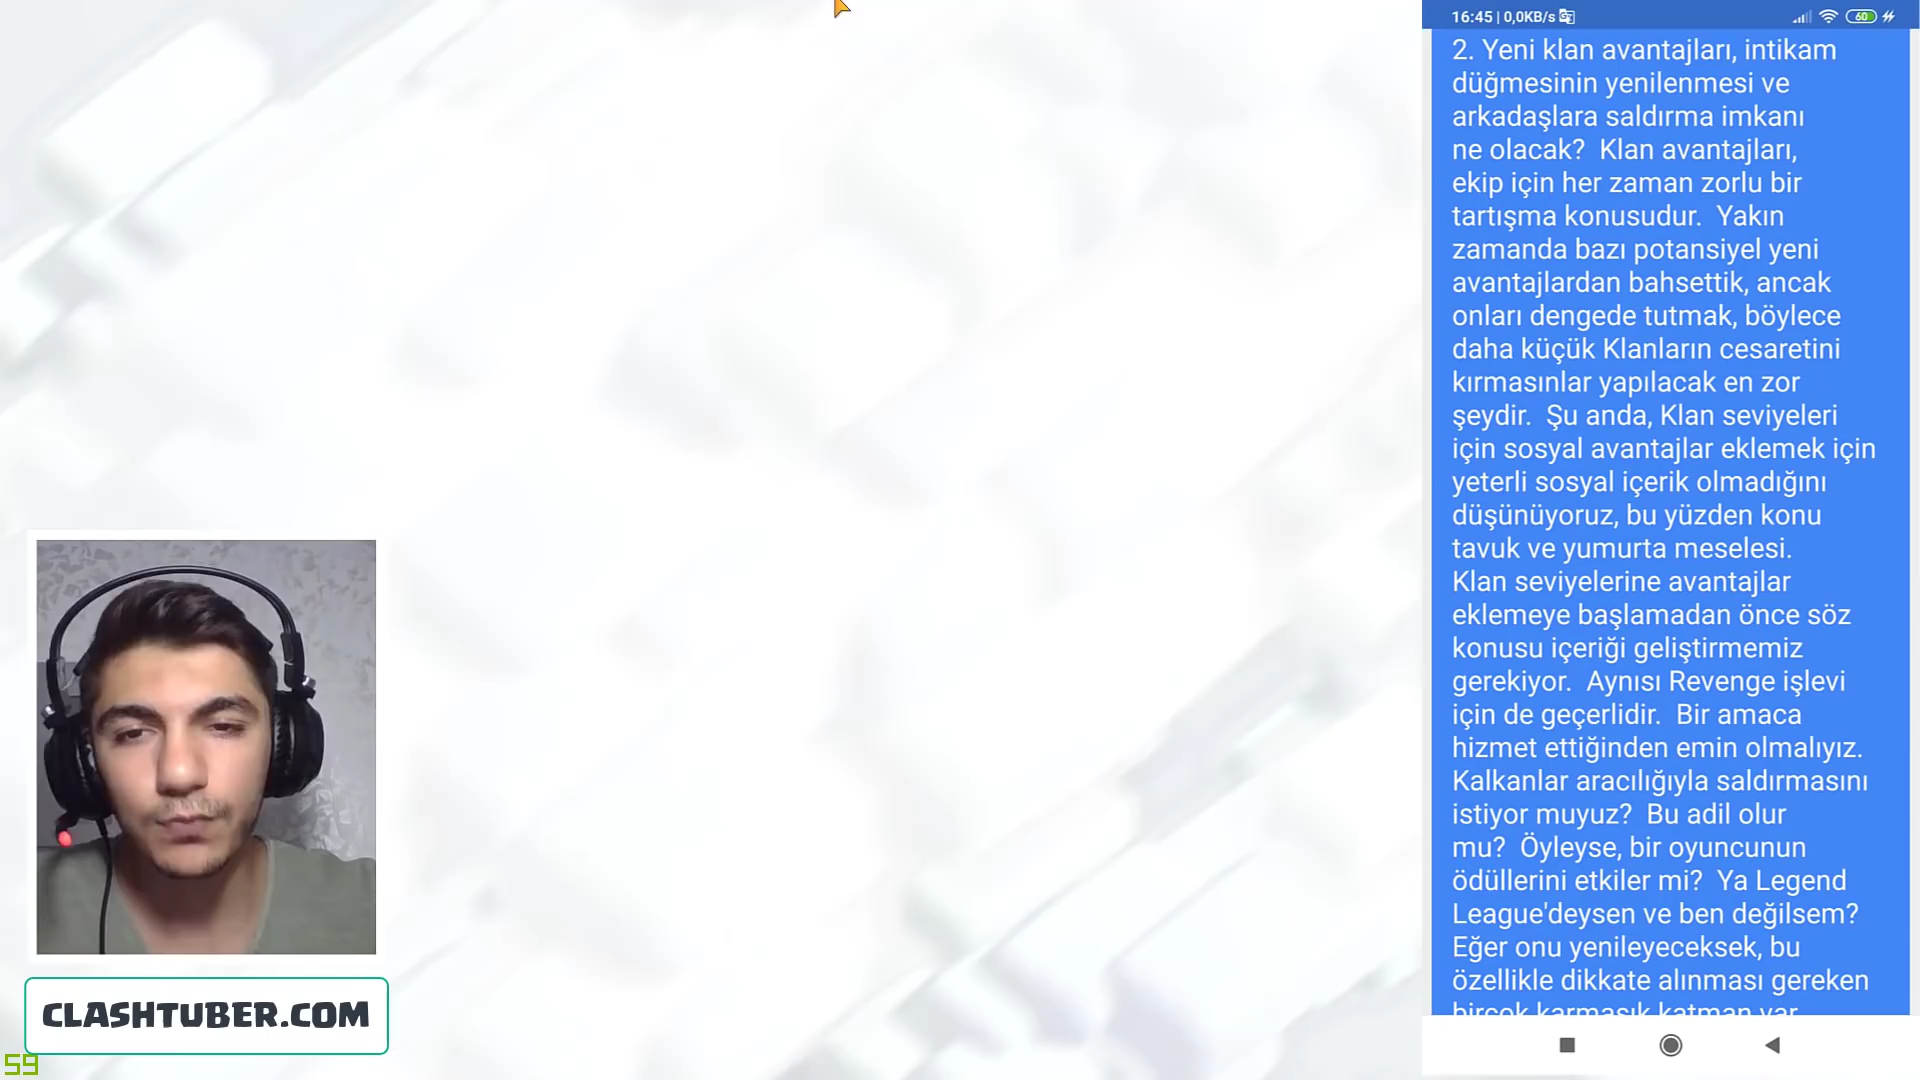 16:45 | 0,0KB/s
60
2. Yeni klan avantajları, intikam
düğmesinin yenilenmesi ve
arkadaşlara saldırma imkanı
ne olacak?  Klan avantajları,
ekip için her zaman zorlu bir
tartışma konusudur.  Yakın
zamanda bazı potansiyel yeni
avantajlardan bahsettik, ancak
onları dengede tutmak, böylece
daha küçük Klanların cesaretini
kırmasınlar yapılacak en zor
şeydir.  Şu anda, Klan seviyeleri
için sosyal avantajlar eklemek için
yeterli sosyal içerik olmadığını
düşünüyoruz, bu yüzden konu
tavuk ve yumurta meselesi.
Klan seviyelerine avantajlar
eklemeye başlamadan önce söz
konusu içeriği geliştirmemiz
gerekiyor.  Aynısı Revenge işlevi
için de geçerlidir.  Bir amaca
hizmet ettiğinden emin olmalıyız.
Kalkanlar aracılığıyla saldırmasını
istiyor muyuz?  Bu adil olur
mu?  Öyleyse, bir oyuncunun
ödüllerini etkiler mi?  Ya Legend
League'deysen ve ben değilsem?
Eğer onu yenileyeceksek, bu
özellikle dikkate alınması gereken
birçok karmaşık katman var
CLASHTUBER.COM
59